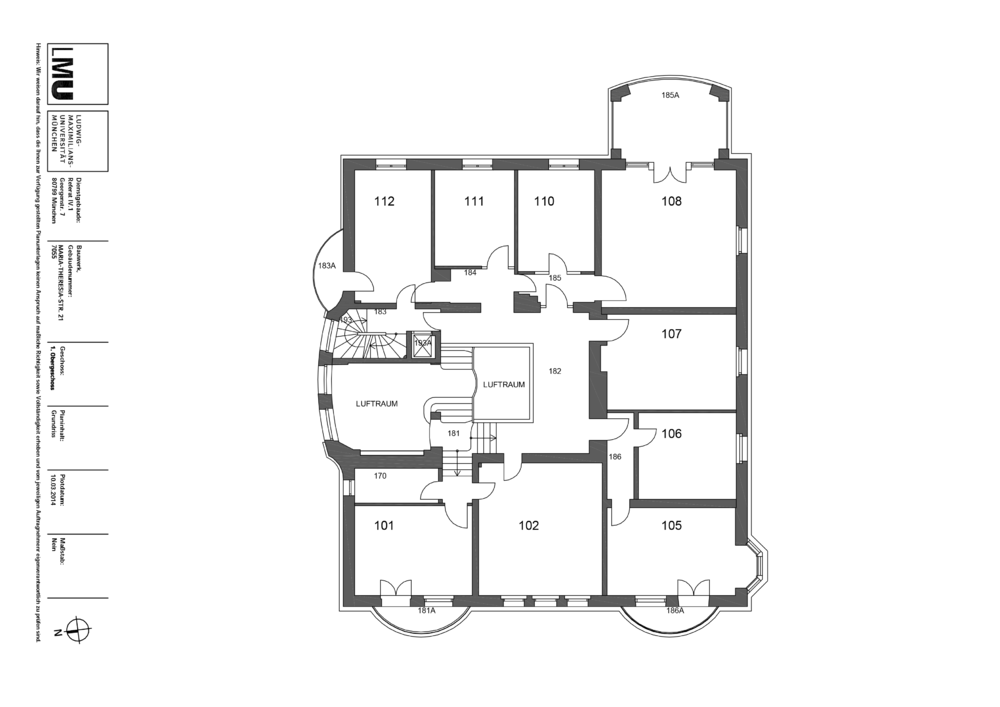 LMU
LUDWIG-
MAXIMILIANS-
UNIVERSITÄT
MÜNCHEN
Dienstgebäude:
Referat IV.1
Georgenstr. 7
80799 München
Bauwerk,
Gebäudenummer:
MARIA-THERESIA-STR. 21
7055
Geschoss:
1. Obergeschoss
Planinhalt:
Grundriss
Plotdatum:
10.03.2014
Maßstab:
Nein
N
Hinweis: Wir weisen darauf hin, dass die Ihnen zur Verfügung gestellten Planunterlagen keinen Anspruch auf maßliche Richtigkeit sowie Vollständigkeit erheben und vom jeweiligen Auftragnehmer eigenverantwortlich zu prüfen sind.
185A
112
111
110
108
183A
184
185
183
193
193A
107
182
LUFTRAUM
LUFTRAUM
181
106
186
170
101
102
105
181A
186A